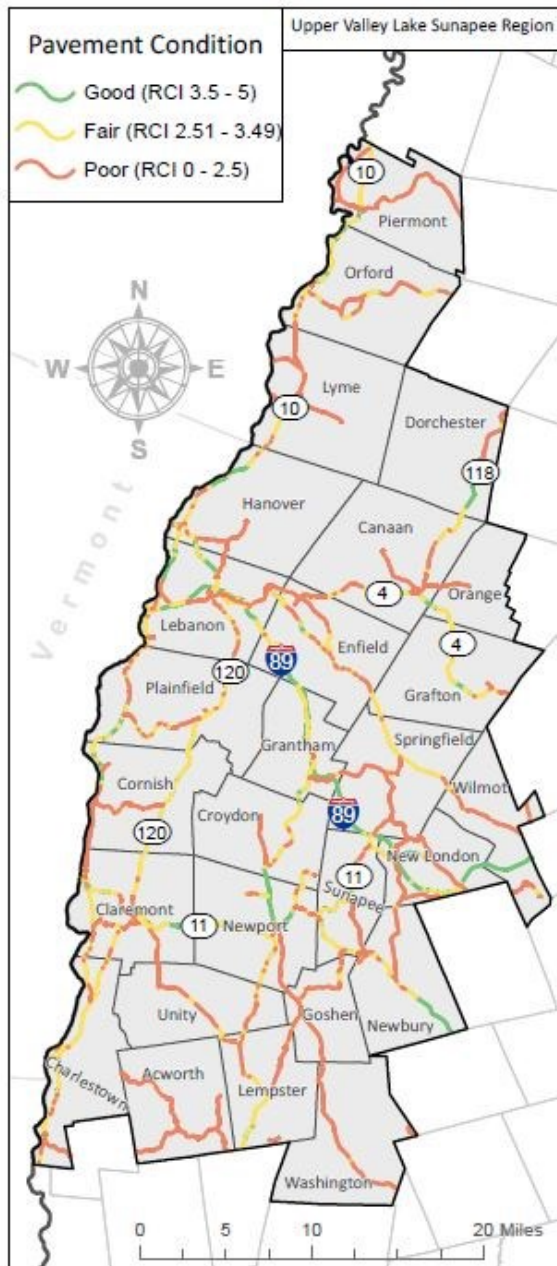 Upper Valley Lake Sunapee Region
Pavement Condition
Good (RCI 3.5 - 5)
Fair (RCI 2.51 - 3.49)
Poor (RCI 0 - 2.5)
10
Piermont
Orford
N
W
E
S
Lyme
10
Dorchester
118
Vermont
Hanover
Canaan
4
Orange
Lebanon
Enfield
4
89
120
Plainfield
Grafton
Grantham
Springfield
Cornish
Wilmot
Croydon
89
120
New London
11
Sunapee
Claremont
11
Newport
Unity
Goshen
Newbury
Charlestown
Acworth
Lempster
Washington
0 5 10 20 Miles